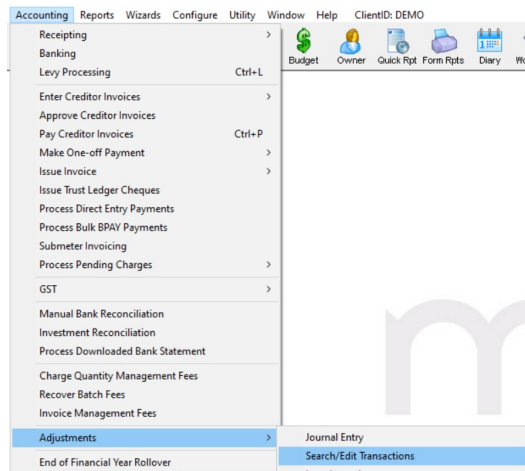 Accounting Reports Wizards Configure Utility Window Help ClientID: DEMO
Budget Owner Quick Rpt Form Rpts Diary
Receipting
Banking
Levy Processing Ctrl+L
Enter Creditor Invoices
Approve Creditor Invoices
Pay Creditor Invoices Ctrl+P
Make One-off Payment
Issue Invoice
Issue Trust Ledger Cheques
Process Direct Entry Payments
Process Bulk BPAY Payments
Submeter Invoicing
Process Pending Charges
GST
Manual Bank Reconciliation
Investment Reconciliation
Process Downloaded Bank Statement
Charge Quantity Management Fees
Recover Batch Fees
Invoice Management Fees
Adjustments
Journal Entry
Search/Edit Transactions
End of Financial Year Rollover